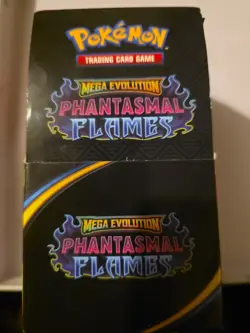 POKéMON
TRADING CARD GAME
MEGA EVOLUTION
PHANTASMAL
FLAMES
MEGA EVOLUTION
PHANTASMAL
FLAMES